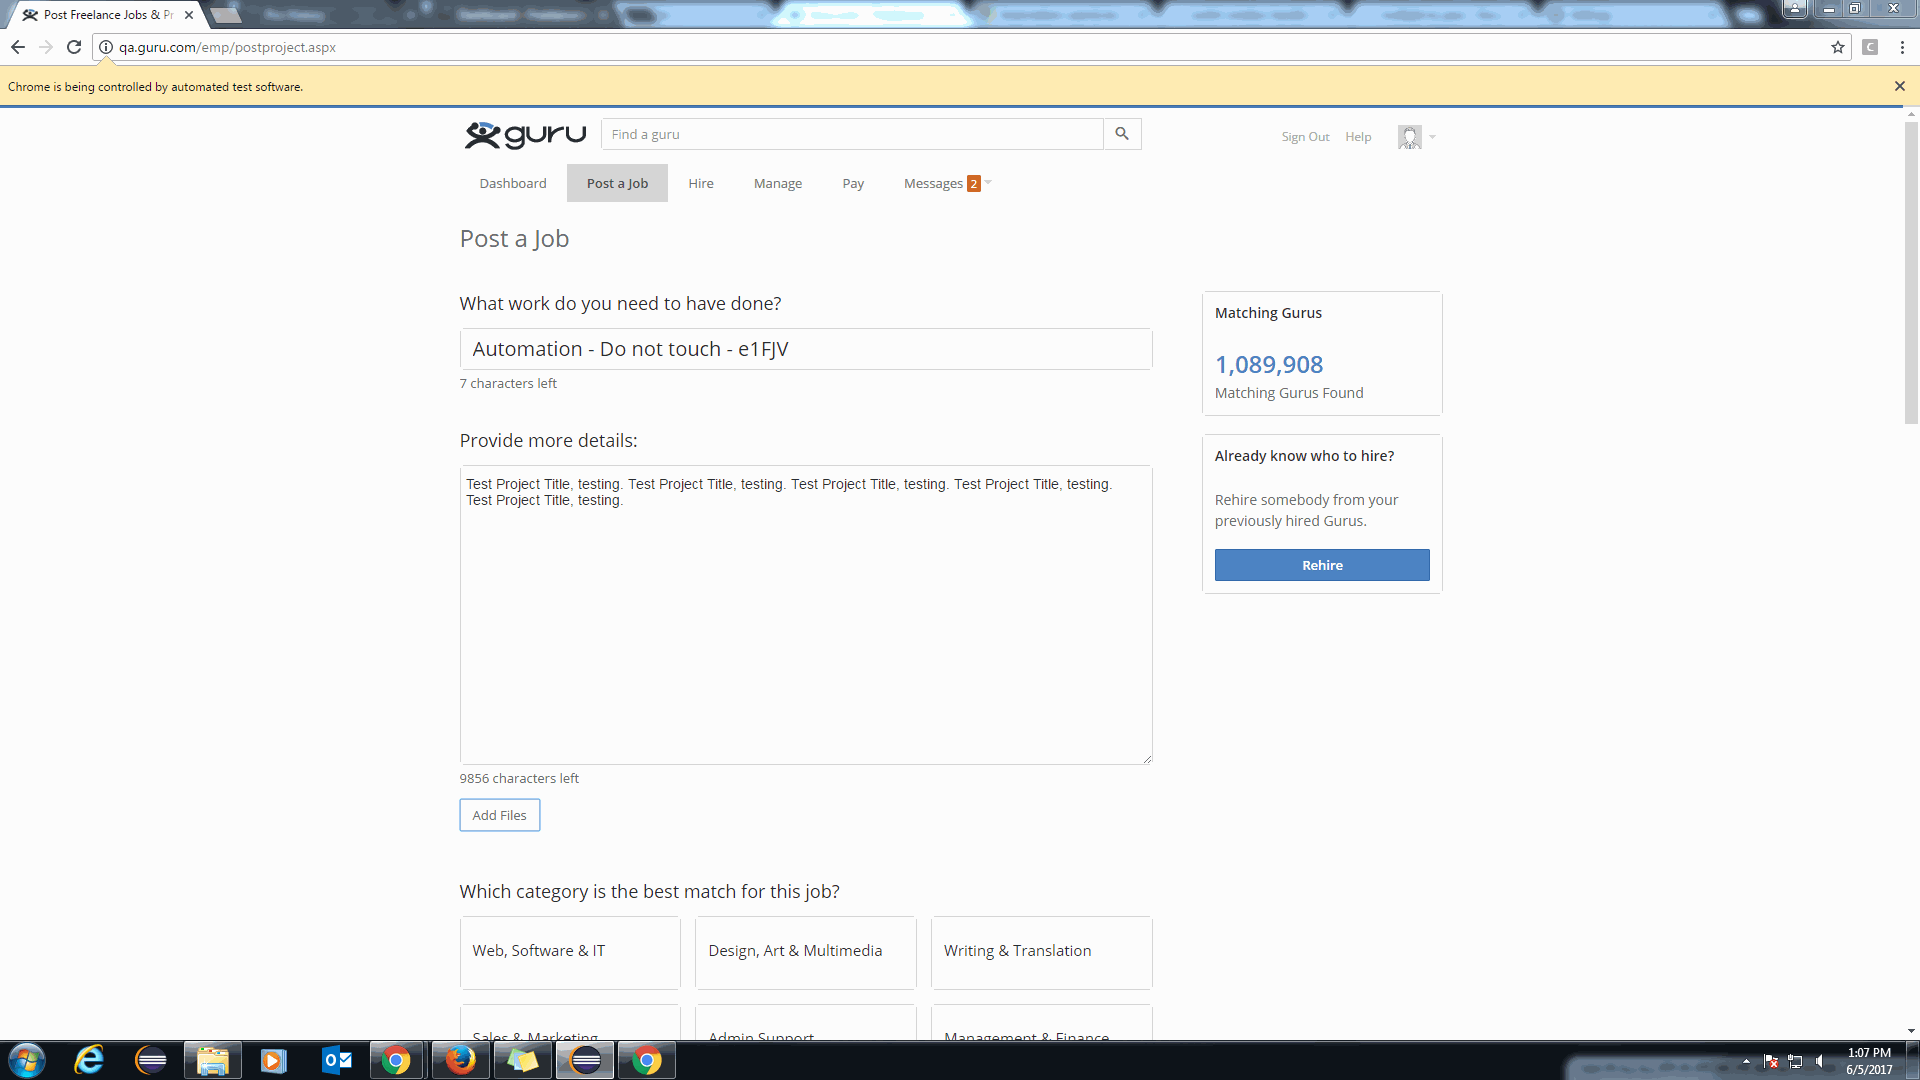 Post Freelance Jobs & Pr
qa.guru.com/emp/postproject.aspx
C
Chrome is being controlled by automated test software.
guru
Find a guru
Sign Out Help
Dashboard Post a Job Hire Manage Pay Messages 2
Post a Job
What work do you need to have done?
Automation - Do not touch - e1FJV
7 characters left
Provide more details:
Test Project Title, testing. Test Project Title, testing. Test Project Title, testing. Test Project Title, testing.
Test Project Title, testing.
9856 characters left
Add Files
Matching Gurus
1,089,908
Matching Gurus Found
Already know who to hire?
Rehire somebody from your
previously hired Gurus.
Rehire
Which category is the best match for this job?
Web, Software & IT
Design, Art & Multimedia
Writing & Translation
Sales & Marketing
Admin Support
Management & Finance
1:07 PM
6/5/2017